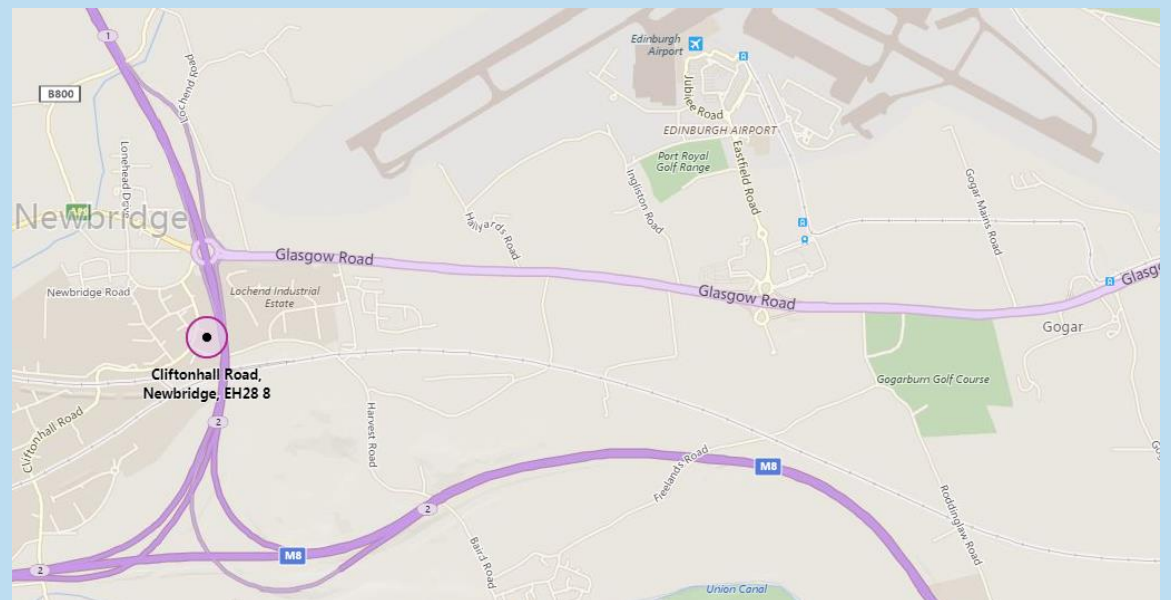 1
Lochend Road
B800
Lonehead Drive
Newbridge
Newbridge Road
Lochend Industrial
Estate
Cliftonhall Road,
Newbridge, EH28 8
Cliftonhall Road
2
2
M8
2
Harvest Road
Baird Road
Glasgow Road
Hallyards Road
Ingliston Road
Edinburgh
Airport
Jubilee Road
EDINBURGH AIRPORT
Port Royal
Golf Range
Eastfield Road
Glasgow Road
Gogar Mains Road
Gogar
Gogarburn Golf Course
Freelands Road
M8
Roddinglaw Road
Union Canal